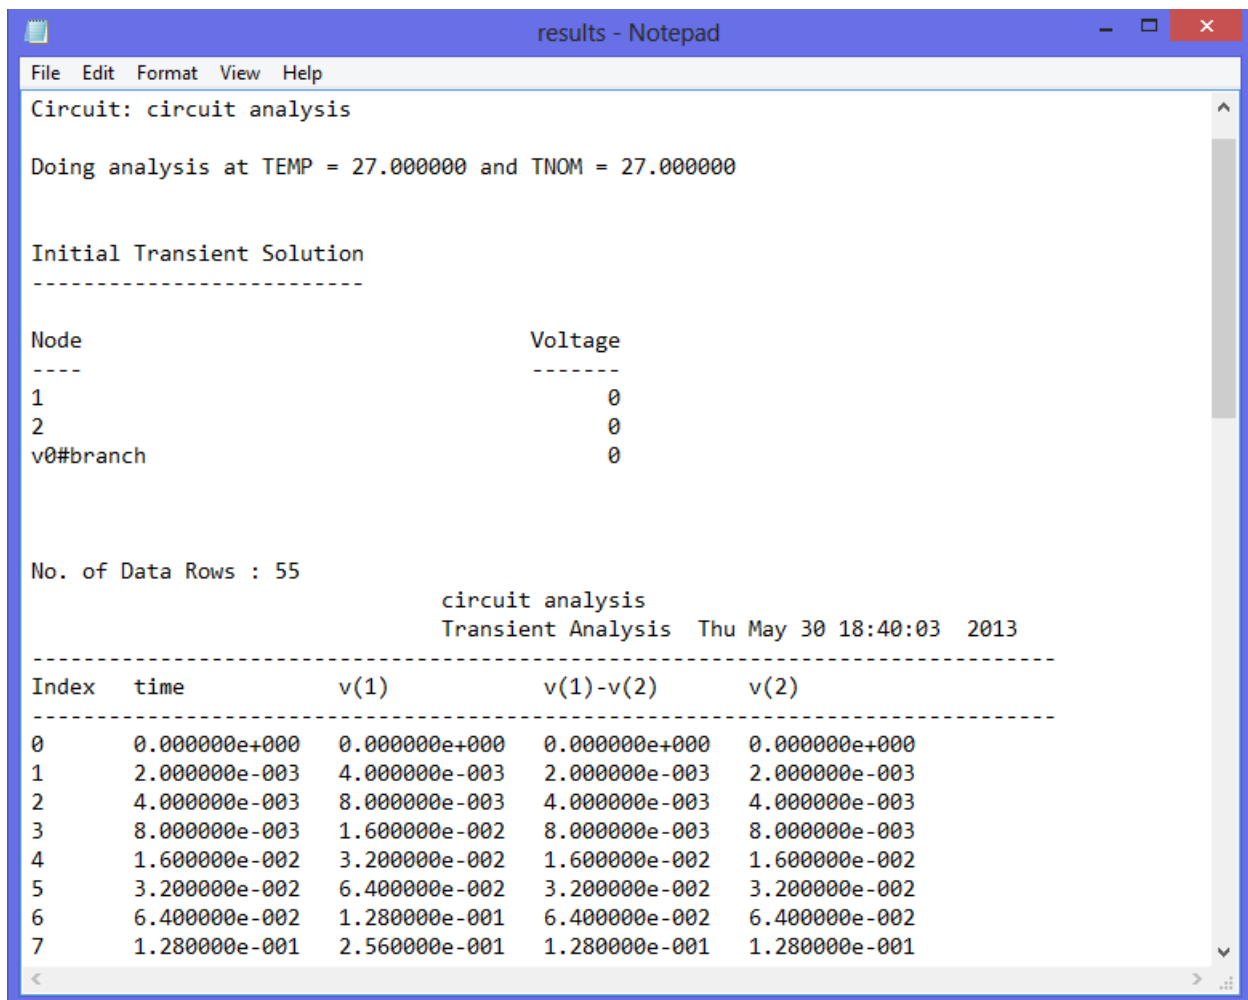 results - Notepad
File Edit Format View Help
Circuit: circuit analysis
Doing analysis at TEMP = 27.000000 and TNOM = 27.000000
Initial Transient Solution
--------------------------
Node Voltage
---- -------
1 0
2 0
v0#branch 0
No. of Data Rows : 55
circuit analysis
Transient Analysis Thu May 30 18:40:03 2013
--------------------------------------------------------------------------------
Index time v(1) v(1)-v(2) v(2)
--------------------------------------------------------------------------------
0 0.000000e+000 0.000000e+000 0.000000e+000 0.000000e+000
1 2.000000e-003 4.000000e-003 2.000000e-003 2.000000e-003
2 4.000000e-003 8.000000e-003 4.000000e-003 4.000000e-003
3 8.000000e-003 1.600000e-002 8.000000e-003 8.000000e-003
4 1.600000e-002 3.200000e-002 1.600000e-002 1.600000e-002
5 3.200000e-002 6.400000e-002 3.200000e-002 3.200000e-002
6 6.400000e-002 1.280000e-001 6.400000e-002 6.400000e-002
7 1.280000e-001 2.560000e-001 1.280000e-001 1.280000e-001